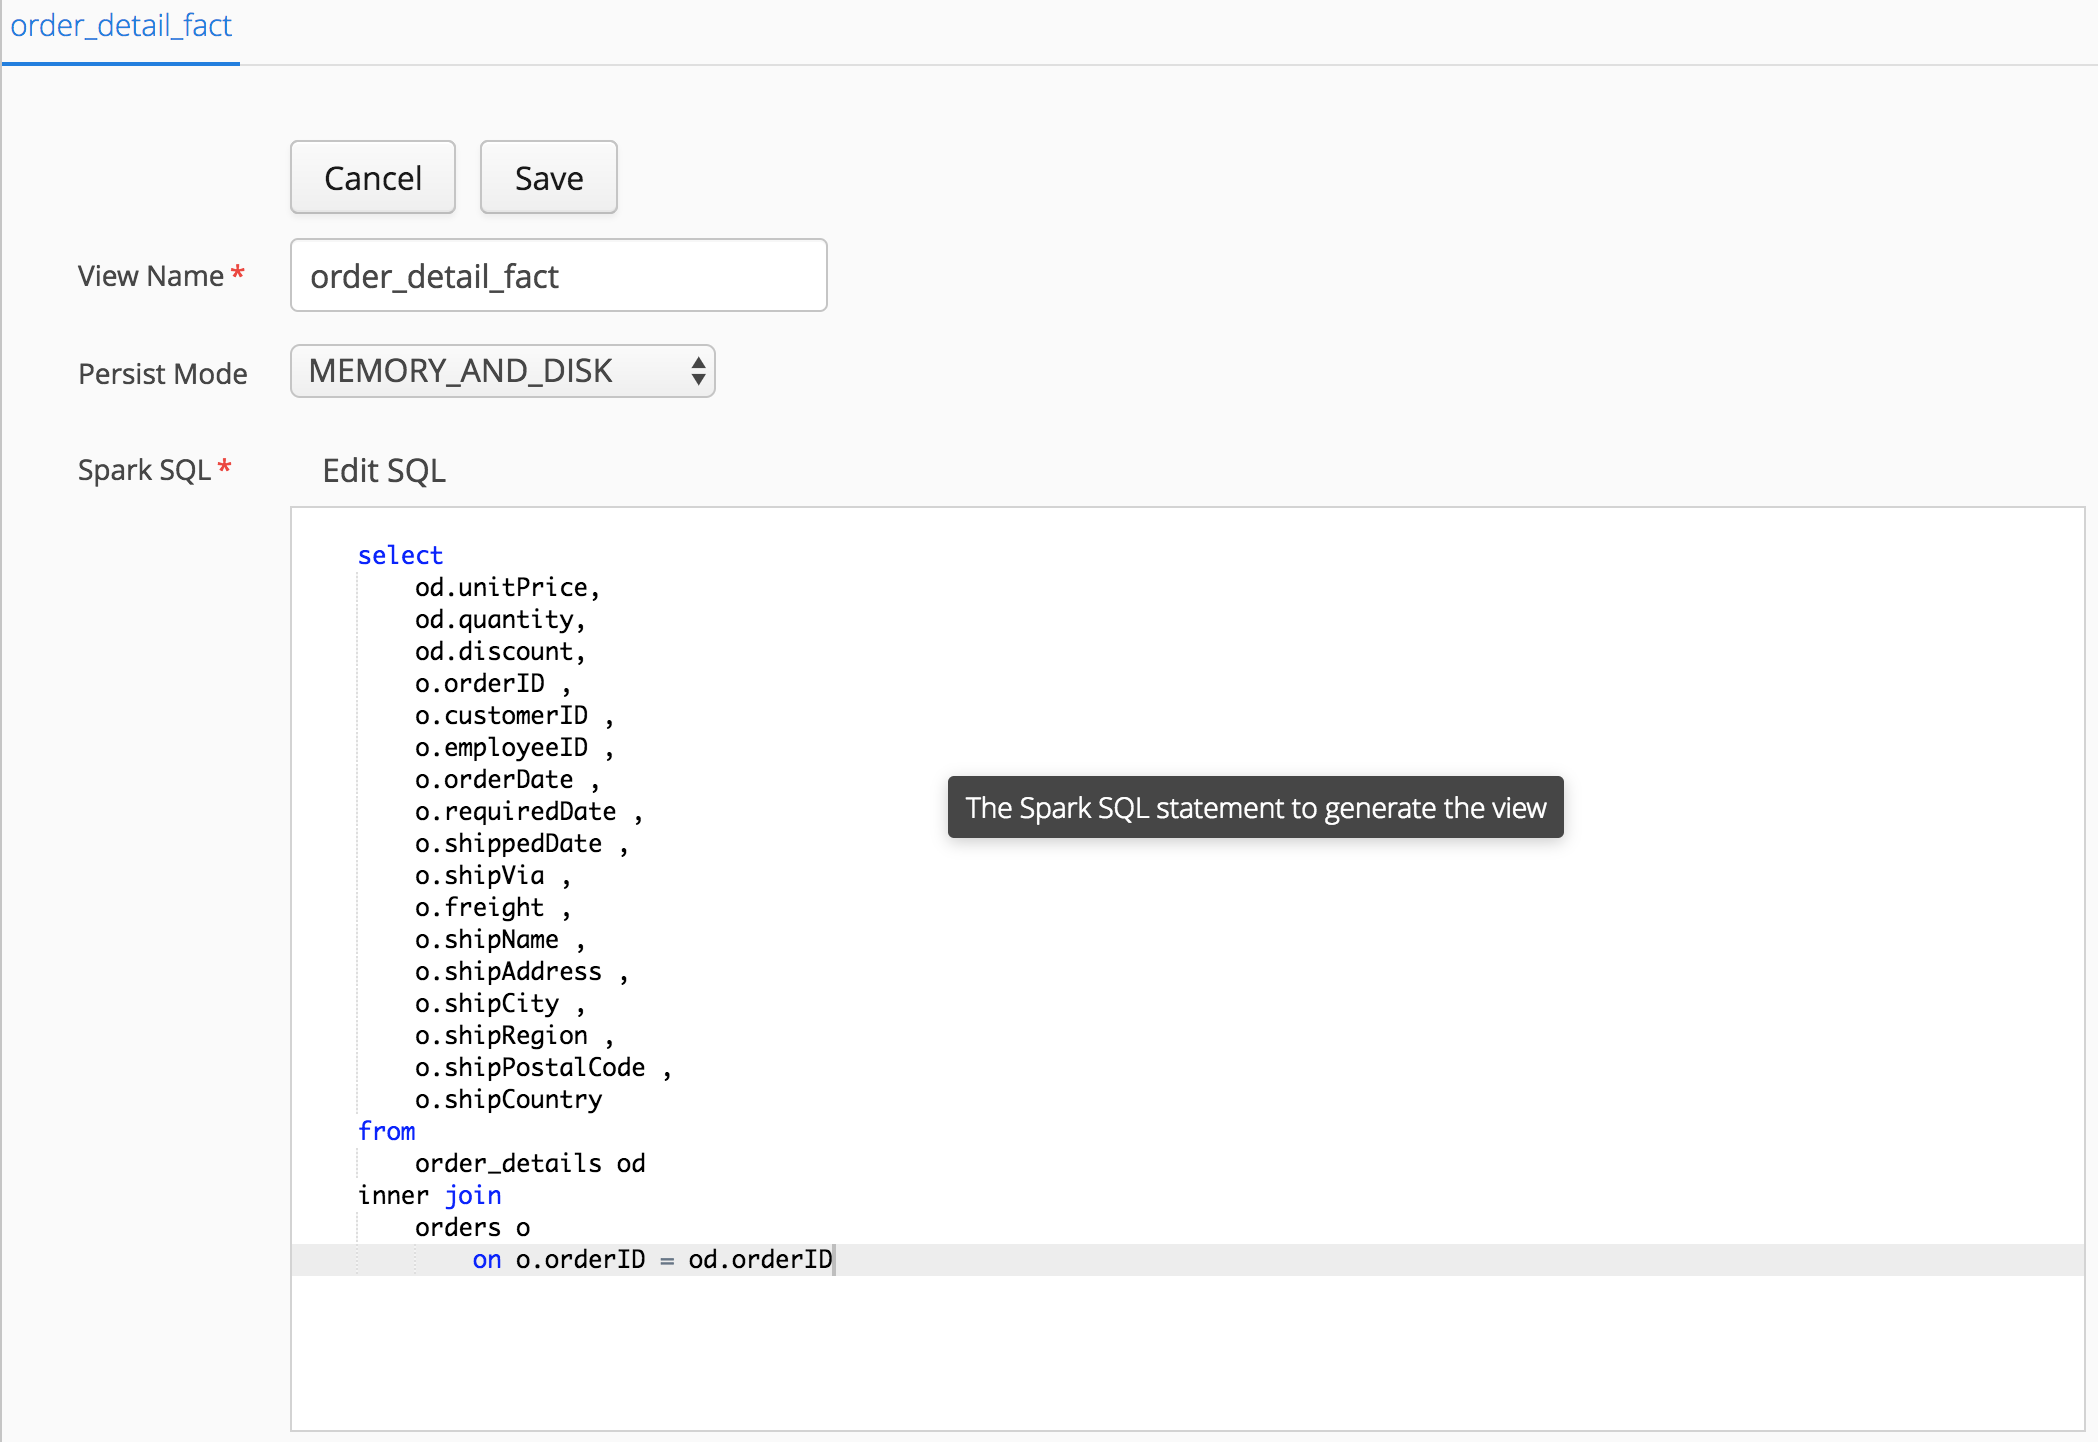 order_detail_fact
Cancel Save
View Name * order_detail_fact
Persist Mode MEMORY_AND_DISK
Spark SQL * Edit SQL
select
od.unitPrice,
od.quantity,
od.discount,
o.orderID ,
o.customerID ,
o.employeeID ,
o.orderDate ,
o.requiredDate ,
o.shippedDate ,
o.shipVia ,
o.freight ,
o.shipName ,
o.shipAddress ,
o.shipCity ,
o.shipRegion ,
o.shipPostalCode ,
o.shipCountry
from
order_details od
inner join
orders o
on o.orderID = od.orderID
The Spark SQL statement to generate the view